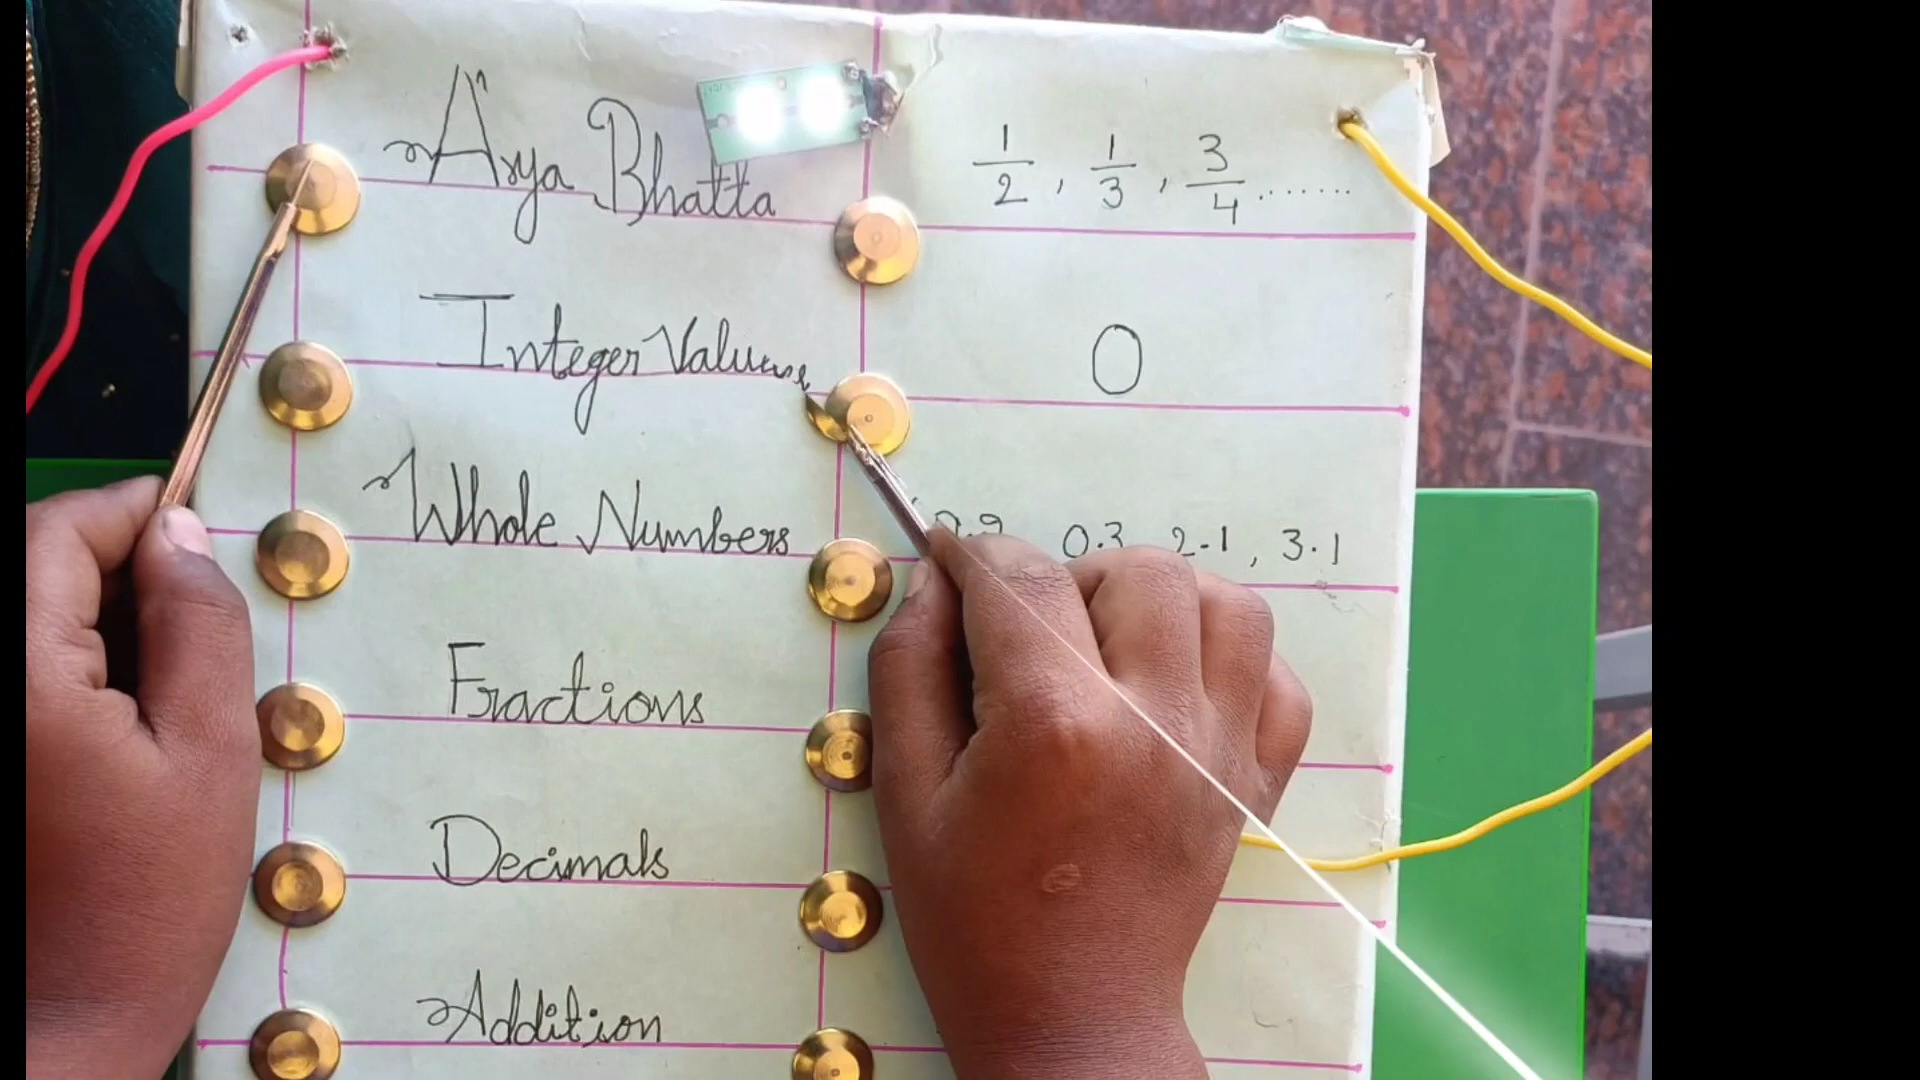 Arya Bhatta
1/2, 1/3, 3/4.......
Integer Values
0
Whole Numbers
0.3 2.1, 3.1
Fractions
Decimals
Addition